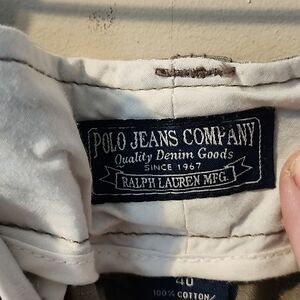 POLO JEANS COMPANY
Quality Denim Goods
SINCE 1967
RALPH LAUREN MFG.
40
100% COTTON/